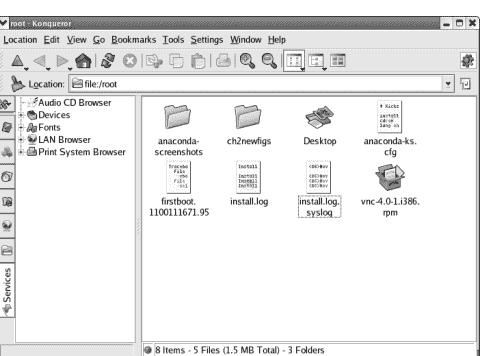 root - Konqueror
Location Edit View Go Bookmarks Tools Settings Window Help
Location: file:/root
Audio CD Browser
Devices
Fonts
LAN Browser
Print System Browser
Services
anaconda-screenshots
ch2newfigs
Desktop
anaconda-ks.cfg
firstboot.1100111671.95
install.log
install.log.syslog
vnc-4.0-1.i386.rpm
8 Items - 5 Files (1.5 MB Total) - 3 Folders